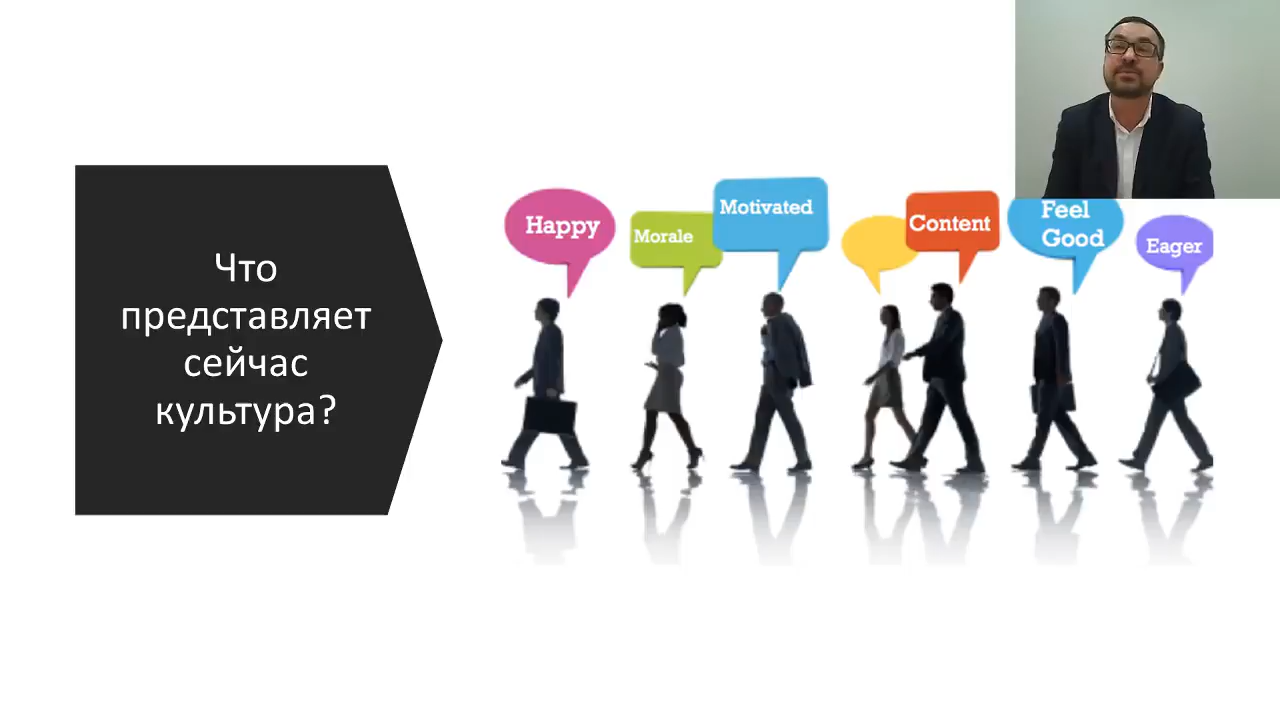 Что
представляет
сейчас
культура?
Happy
Morale
Motivated
Content
Feel
Good
Eager